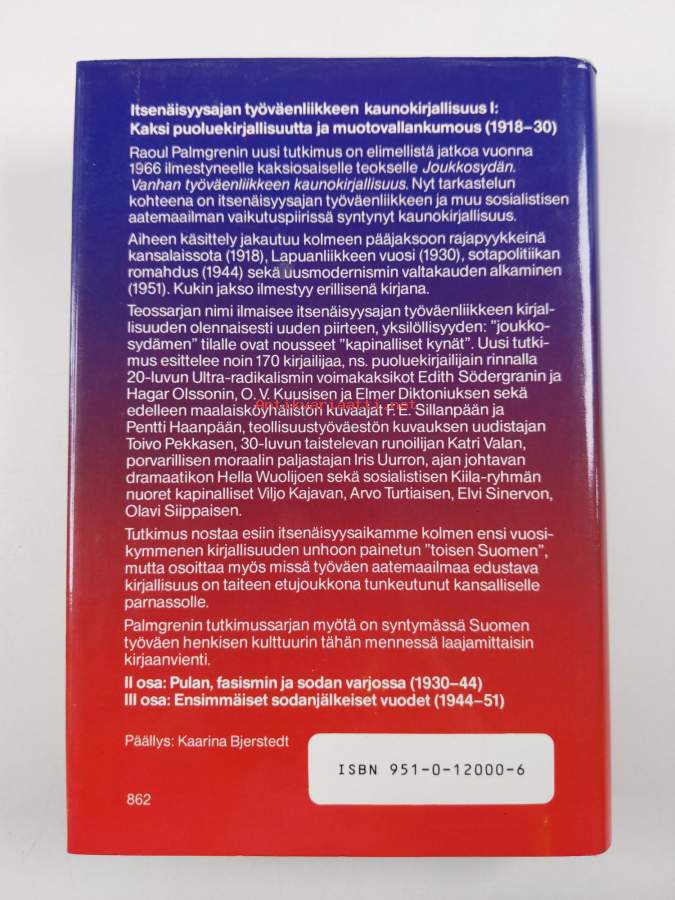 Itsenäisyysajan työväenliikkeen kaunokirjallisuus I:
Kaksi puoluekirjallisuutta ja muotovallankumous (1918–30)
Raoul Palmgrenin uusi tutkimus on elimellistä jatkoa vuonna
1966 ilmestyneelle kaksiosaiselle teokselle Joukkosydän.
Vanhan työväenliikkeen kaunokirjallisuus. Nyt tarkastelun
kohteena on itsenäisyysajan työväenliikkeen ja muu sosialistisen
aatemaailman vaikutuspiirissä syntynyt kaunokirjallisuus.
Aiheen käsittely jakautuu kolmeen pääjaksoon rajapyykkeinä
kansalaissota (1918), Lapuanliikkeen vuosi (1930), sotapolitiikan
romahdus (1944) sekä uusmodernismin valtakauden alkaminen
(1951). Kukin jakso ilmestyy erillisenä kirjana.
Teossarjan nimi ilmaisee itsenäisyysajan työväenliikkeen kirjal-
lisuuden olennaisesti uuden piirteen, yksilöllisyyden: ”joukko-
sydämen” tilalle ovat nousseet ”kapinalliset kynät”. Uusi tutki-
mus esittelee noin 170 kirjailijaa, ns. puoluekirjailijain rinnalla
20-luvun Ultra-radikalismin voimakaksikot Edith Södergranin ja
Hagar Olssonin, O. V. Kuusisen ja Elmer Diktoniuksen sekä
Antikvariaatti.net
edelleen maalaisköyhälistön kuvaajat F. E. Sillanpään ja
Pentti Haanpään, teollisuustyöväestön kuvauksen uudistajan
Toivo Pekkasen, 30-luvun taistelevan runoilijan Katri Valan,
porvarillisen moraalin paljastajan Iris Uurron, ajan johtavan
dramaatikon Hella Wuolijoen sekä sosialistisen Kiila-ryhmän
nuoret kapinalliset Viljo Kajavan, Arvo Turtiaisen, Elvi Sinervon,
Olavi Siippaisen.
Tutkimus nostaa esiin itsenäisyysaikamme kolmen ensi vuosi-
kymmenen kirjallisuuden unhoon painetun ”toisen Suomen”,
mutta osoittaa myös missä työväen aatemaailmaa edustava
kirjallisuus on taiteen etujoukkona tunkeutunut kansalliselle
parnassolle.
Palmgrenin tutkimussarjan myötä on syntymässä Suomen
työväen henkisen kulttuurin tähän mennessä laajamittaisin
kirjaanvienti.
II osa: Pulan, fasismin ja sodan varjossa (1930–44)
III osa: Ensimmäiset sodanjälkeiset vuodet (1944–51)
Päällys: Kaarina Bjerstedt
ISBN 951-0-12000-6
862